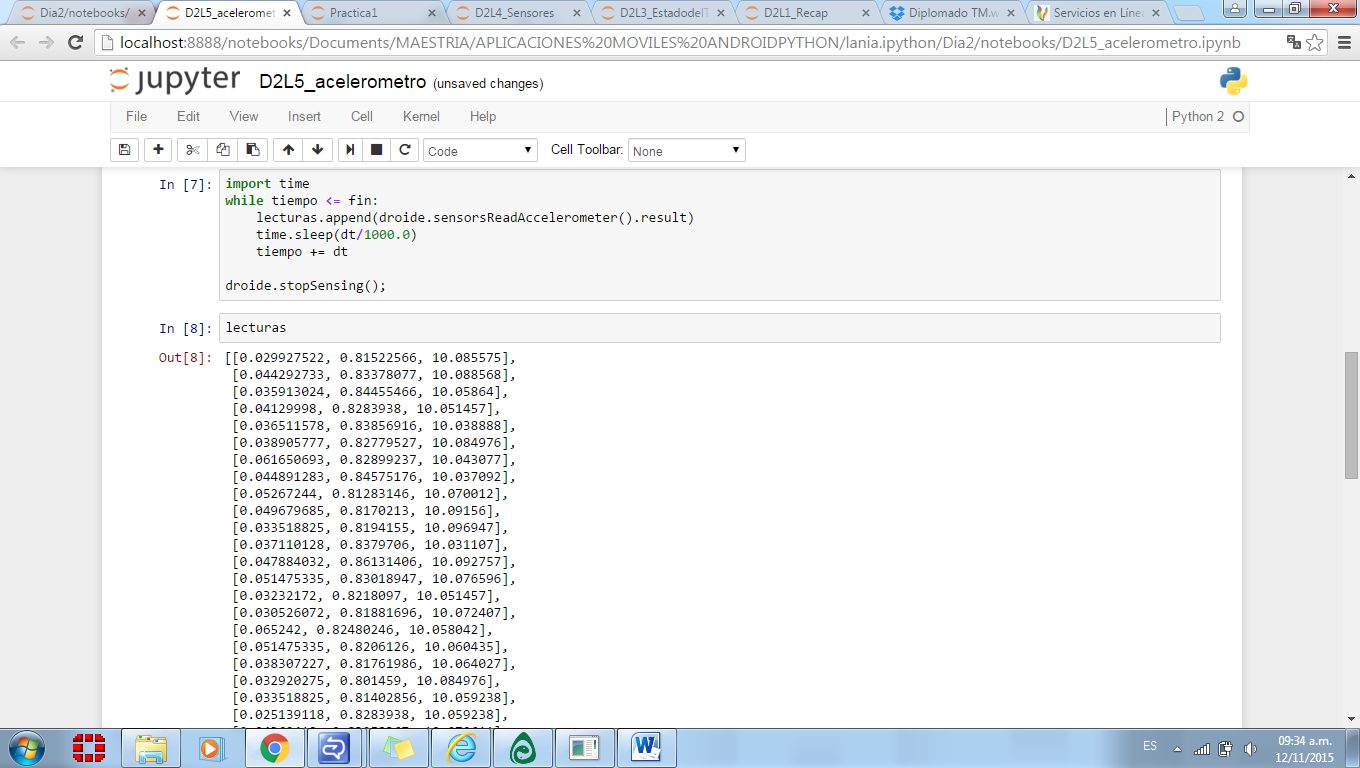 Dia2/notebooks/
D2L5_acelerome
Practica1
D2L4_Sensores
D2L3_EstadodelT
D2L1_Recap
Diplomado TM.w
Servicios en Líne
localhost:8888/notebooks/Documents/MAESTRIA/APLICACIONES%20MOVILES%20ANDROIDPYTHON/lania.ipython/Dia2/notebooks/D2L5_acelerometro.ipynb
jupyter D2L5_acelerometro (unsaved changes)
File Edit View Insert Cell Kernel Help Python 2
Code Cell Toolbar: None
In [7]: import time
while tiempo <= fin:
    lecturas.append(droide.sensorsReadAccelerometer().result)
    time.sleep(dt/1000.0)
    tiempo += dt
droide.stopSensing();
In [8]: lecturas
Out[8]: [[0.029927522, 0.81522566, 10.085575],
[0.044292733, 0.83378077, 10.088568],
[0.035913024, 0.84455466, 10.05864],
[0.04129998, 0.8283938, 10.051457],
[0.036511578, 0.83856916, 10.038888],
[0.038905777, 0.82779527, 10.084976],
[0.061650693, 0.82899237, 10.043077],
[0.044891283, 0.84575176, 10.037092],
[0.05267244, 0.81283146, 10.070012],
[0.049679685, 0.8170213, 10.09156],
[0.033518825, 0.8194155, 10.096947],
[0.037110128, 0.8379706, 10.031107],
[0.047884032, 0.86131406, 10.092757],
[0.051475335, 0.83018947, 10.076596],
[0.03232172, 0.8218097, 10.051457],
[0.030526072, 0.81881696, 10.072407],
[0.065242, 0.82480246, 10.058042],
[0.051475335, 0.8206126, 10.060435],
[0.038307227, 0.81761986, 10.064027],
[0.032920275, 0.801459, 10.084976],
[0.033518825, 0.81402856, 10.059238],
[0.025139118, 0.8283938, 10.059238],
ES
09:34 a.m.
12/11/2015